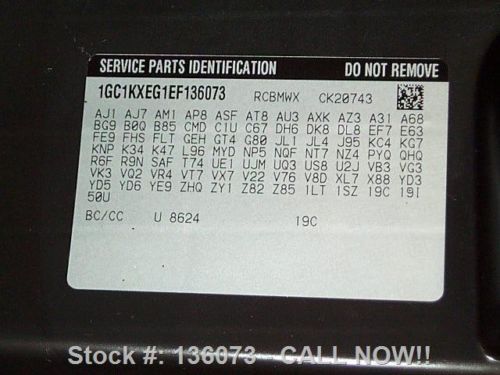 SERVICE PARTS IDENTIFICATION DO NOT REMOVE
1GC1KXEG1EF136073 RCBMWX CK20743
AJ1 AJ7 AM1 AP8 ASF AT8 AU3 AXK AXT A31 A68
BG9 B0Q B85 CMD C1U C67 DH6 DK8 DL8 EF7 E63
FE9 FHS FLT GEH GT4 G80 JL1 JL4 J95 KC4 KG7
KNP K34 K47 L96 MYD NP5 NQF NT7 NZ4 PYQ QHQ
R6F R9N SAF T74 UE1 UJM UQ3 US8 U2J VB3 VG3
VK3 VQ2 VR4 VT7 VX7 V22 V76 V8D XL7 X88 YD3
YD5 YD6 YE9 ZHQ ZY1 Z82 Z85 1LT 1SZ 19C 19I
50U
BC/CC U 8624 19C
Stock #: 136073 CALL NOW!!